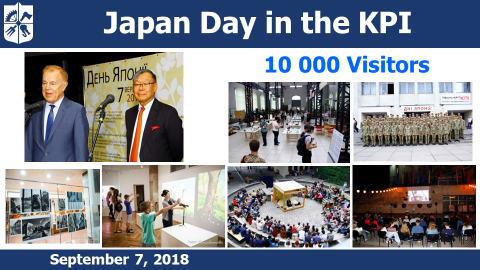 Japan Day in the KPI
10 000 Visitors
День Японії
7
September 7, 2018